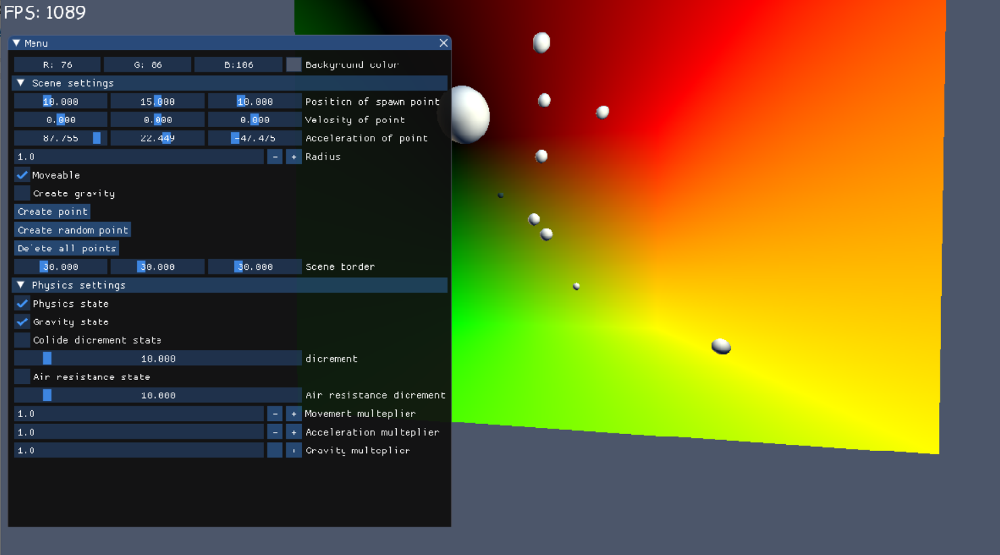 FPS: 1089
Menu
R: 76 G: 86 B:106 Background color
Scene settings
10.000 15.000 10.000 Position of spawn point
0.000 0.000 0.000 Velosity of point
87.755 22.449 -47.475 Acceleration of point
1.0 - + Radius
Moveable
Create gravity
Create point
Create random point
Delete all points
30.000 30.000 30.000 Scene border
Physics settings
Physics state
Gravity state
Colide dicrement state
10.000 dicrement
Air resistance state
10.000 Air resistance dicrement
1.0 - + Movement multeplier
1.0 - + Acceleration multeplier
1.0 Gravity multeplier